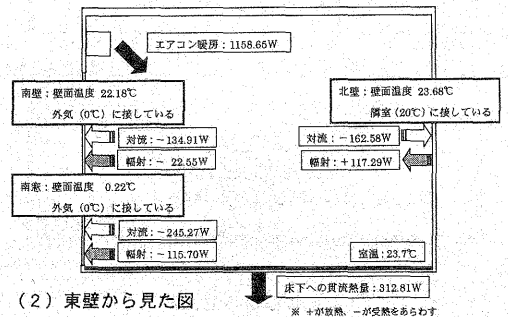 エアコン暖房：1158.65W
南壁：壁面温度 22.18℃
外気（0℃）に接している
対流：－134.91W
輻射：－ 22.55W
南窓：壁面温度 0.22℃
外気（0℃）に接している
対流：－245.27W
輻射：－115.70W
北壁：壁面温度 23.68℃
隣室（20℃）に接している
対流：－162.58W
輻射：＋117.29W
室温：23.7℃
床下への貫流熱量：312.81W
（2）東壁から見た図
※ ＋が放熱、－が受熱をあらわす